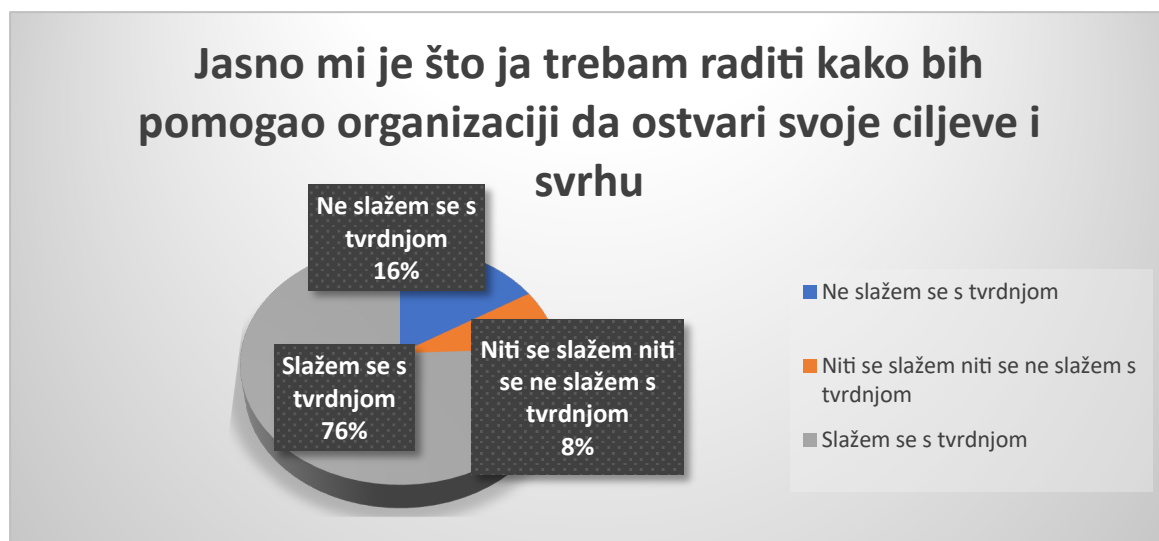 Jasno mi je što ja trebam raditi kako bih
pomogao organizaciji da ostvari svoje ciljeve i
svrhu
Ne slažem se s
tvrdnjom
16%
Slažem se s
tvrdnjom
76%
Niti se slažem niti
se ne slažem s
tvrdnjom
8%
Ne slažem se s tvrdnjom
Niti se slažem niti se ne slažem s
tvrdnjom
Slažem se s tvrdnjom